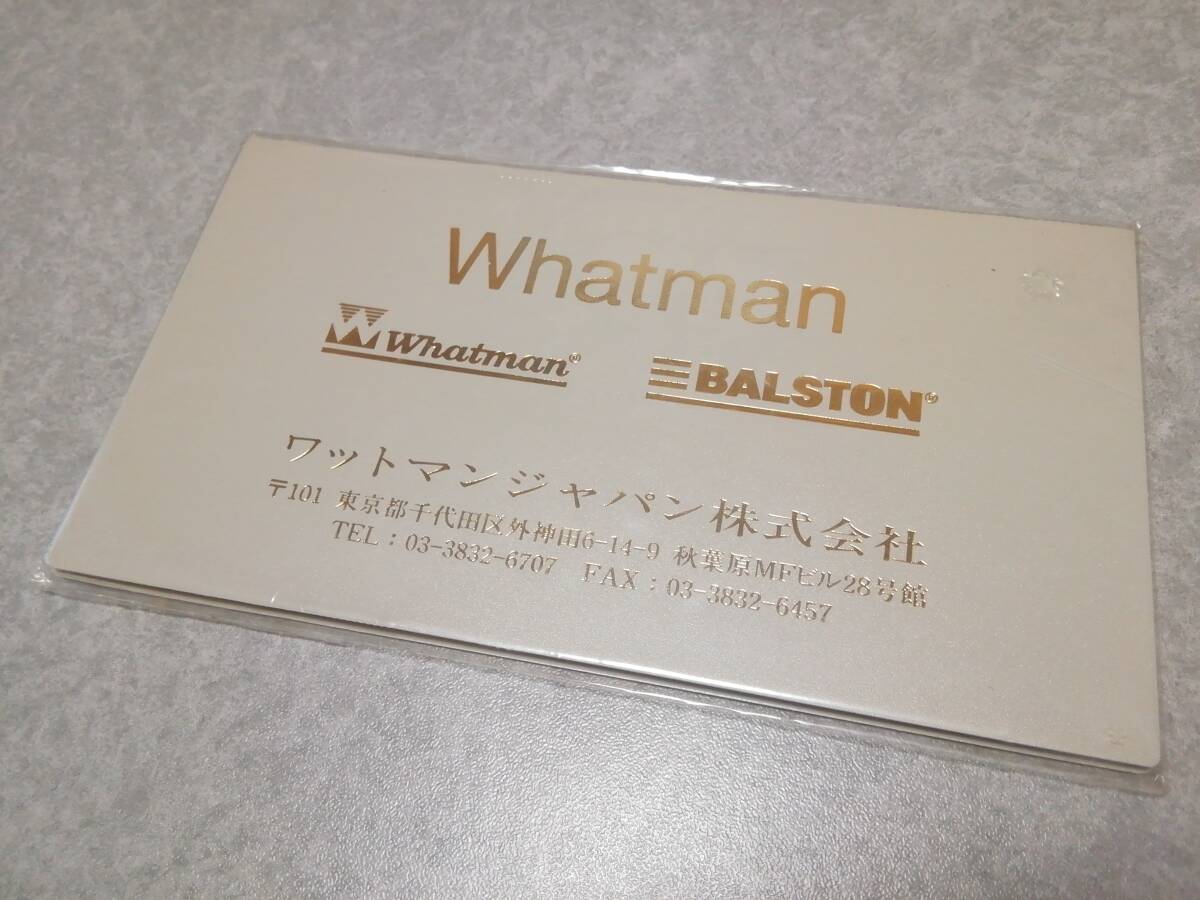 Whatman
Whatman® BALSTON®
ワットマンジャパン株式会社
〒101 東京都千代田区外神田6-14-9 秋葉原MFビル28号館
TEL：03-3832-6707 FAX：03-3832-6457